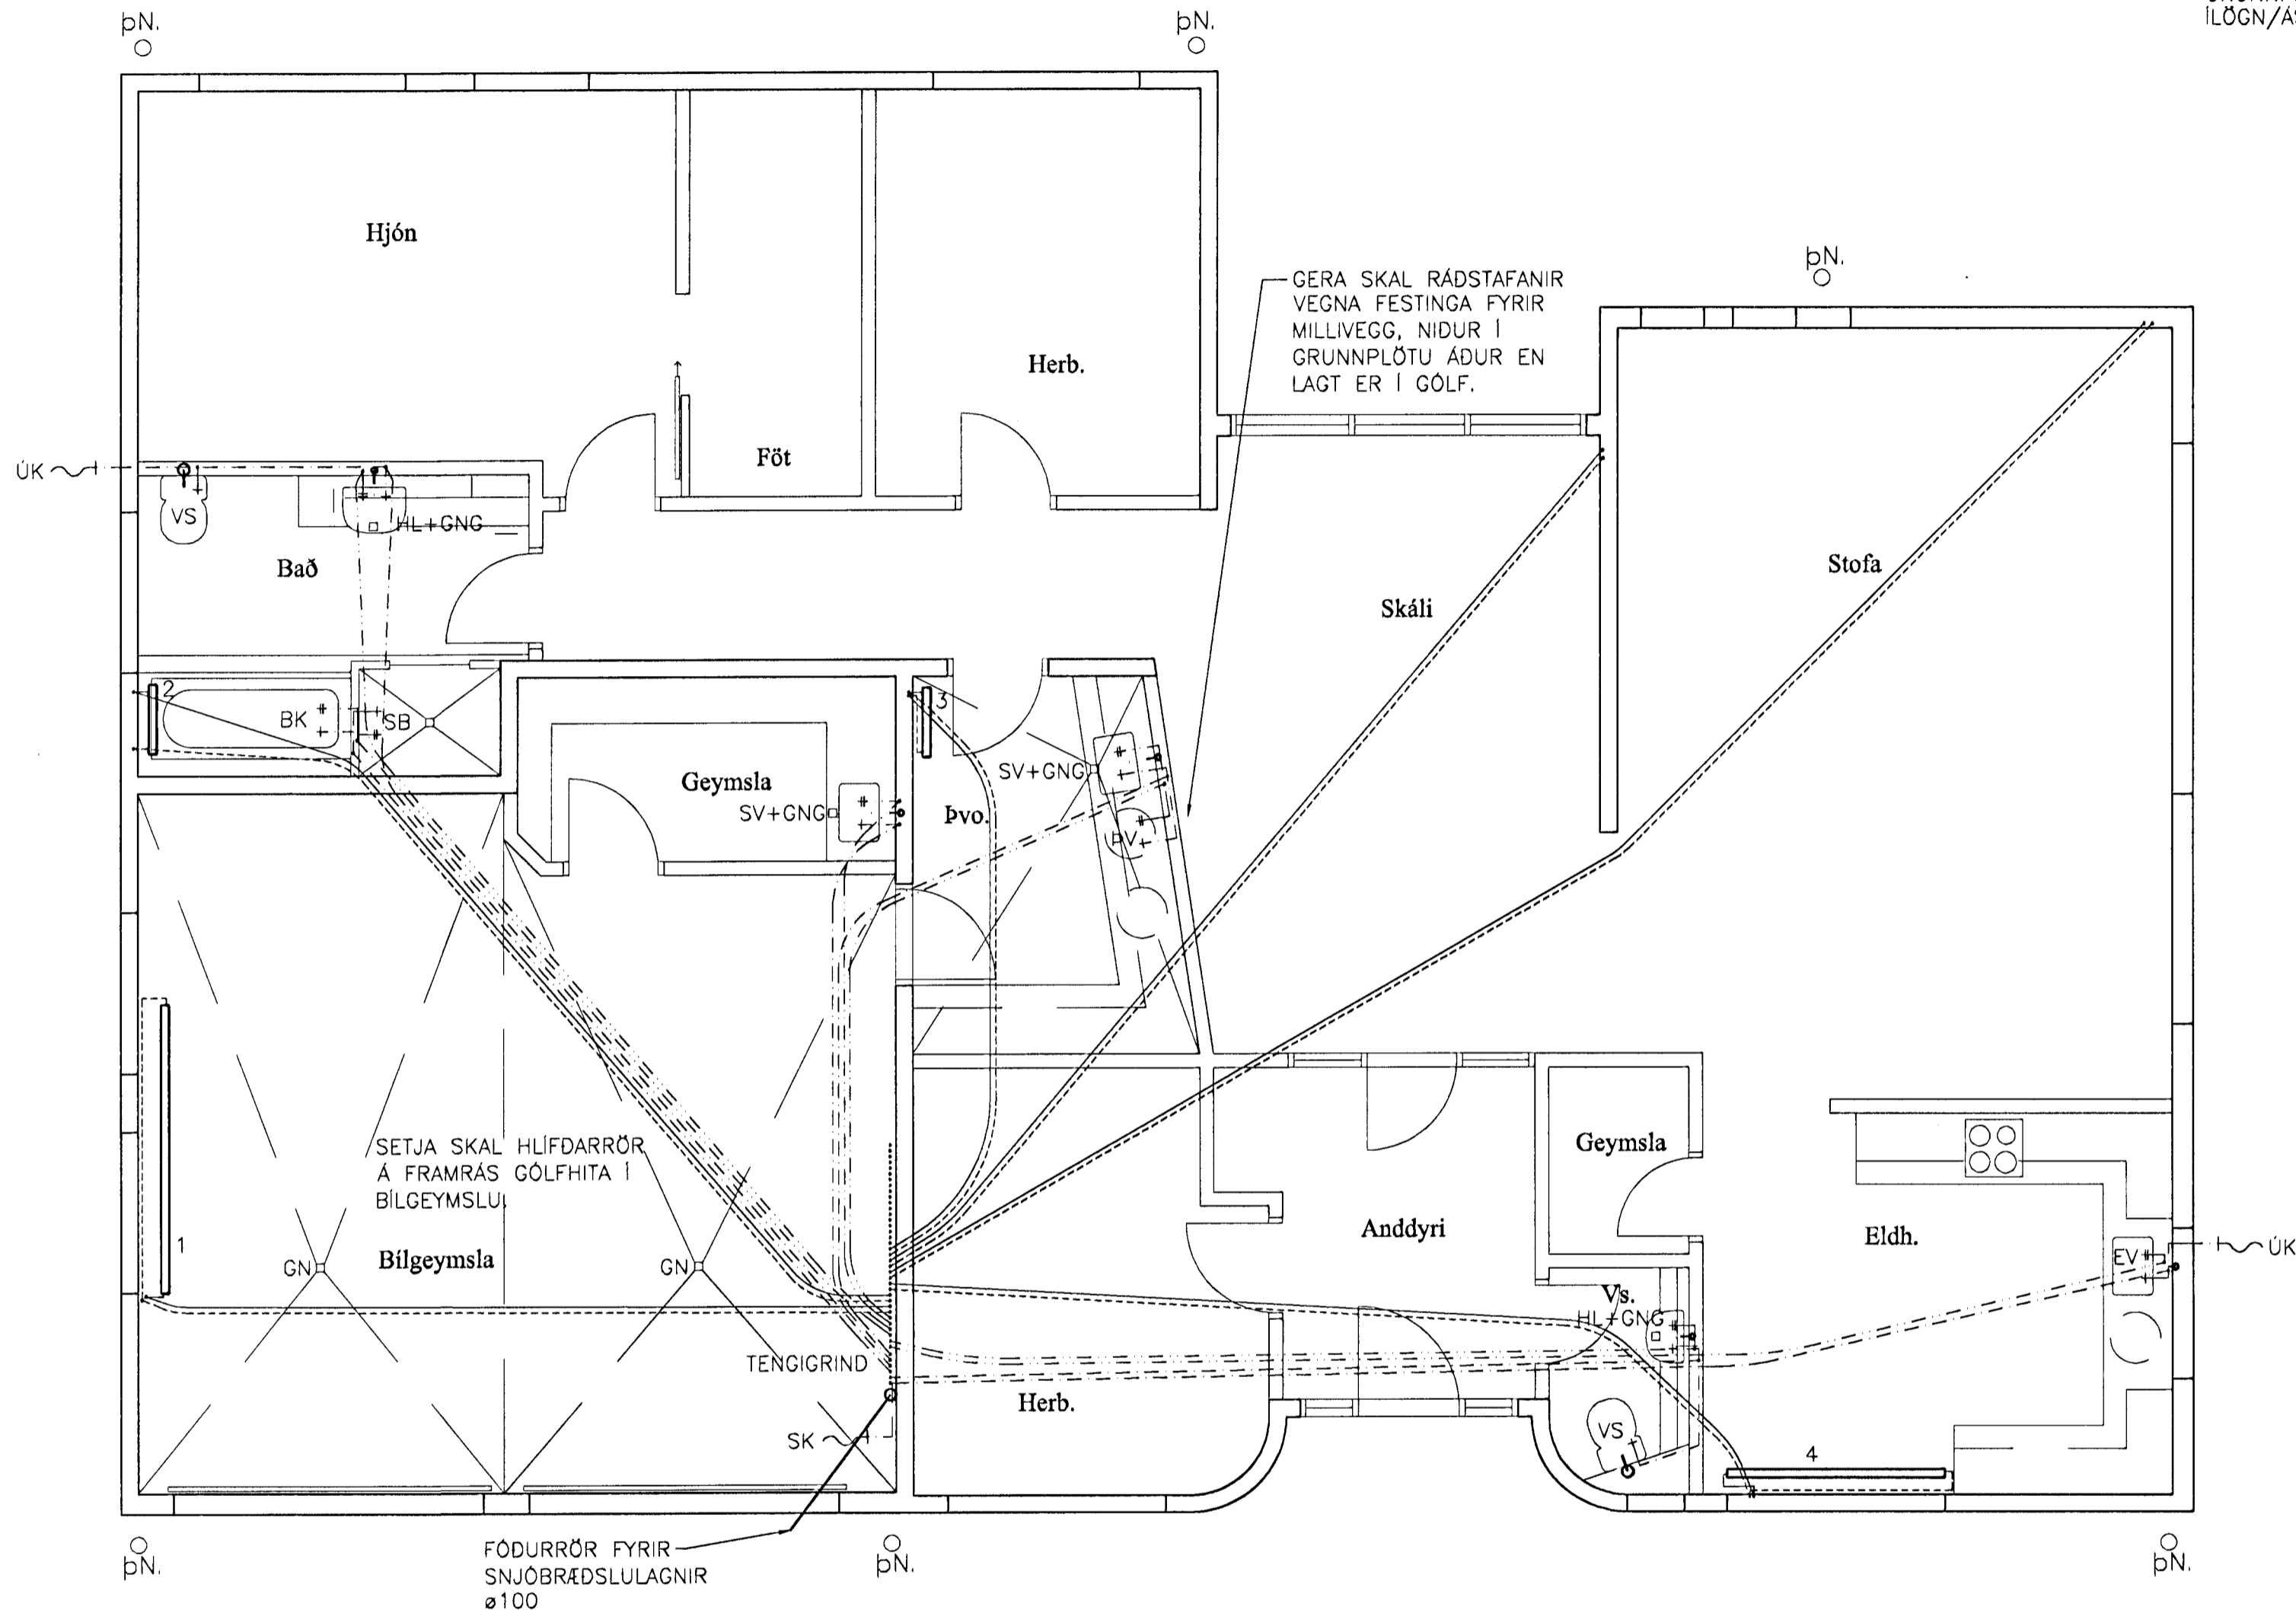 ÍLÖGN/Á
þN.
þN.
þN.
Hjón
Herb.
Föt
GERA SKAL RÁÐSTAFANIR
VEGNA FESTINGA FYRIR
MILLIVEGG, NIÐUR Í
GRUNNPLÖTU ÁÐUR EN
LAGT ER Í GÓLF.
ÚK
VS
HL+GNG
Bað
Skáli
Stofa
2
BK
SB
3
Geymsla
SV+GNG
SV+GNG
Þvo.
ÞV
SETJA SKAL HLÍFÐARRÖR
Á FRAMRÁS GÓLFHITA Í
BÍLGEYMSLU.
1
GN
Bílgeymsla
GN
Geymsla
Anddyri
Eldh.
ÚK
EV
Vs.
HL+GNG
TENGIGRIND
Herb.
VS
SK
4
FÓÐURRÖR FYRIR
SNJÓBRÆÐSLULAGNIR
ø100
þN.
þN.
þN.